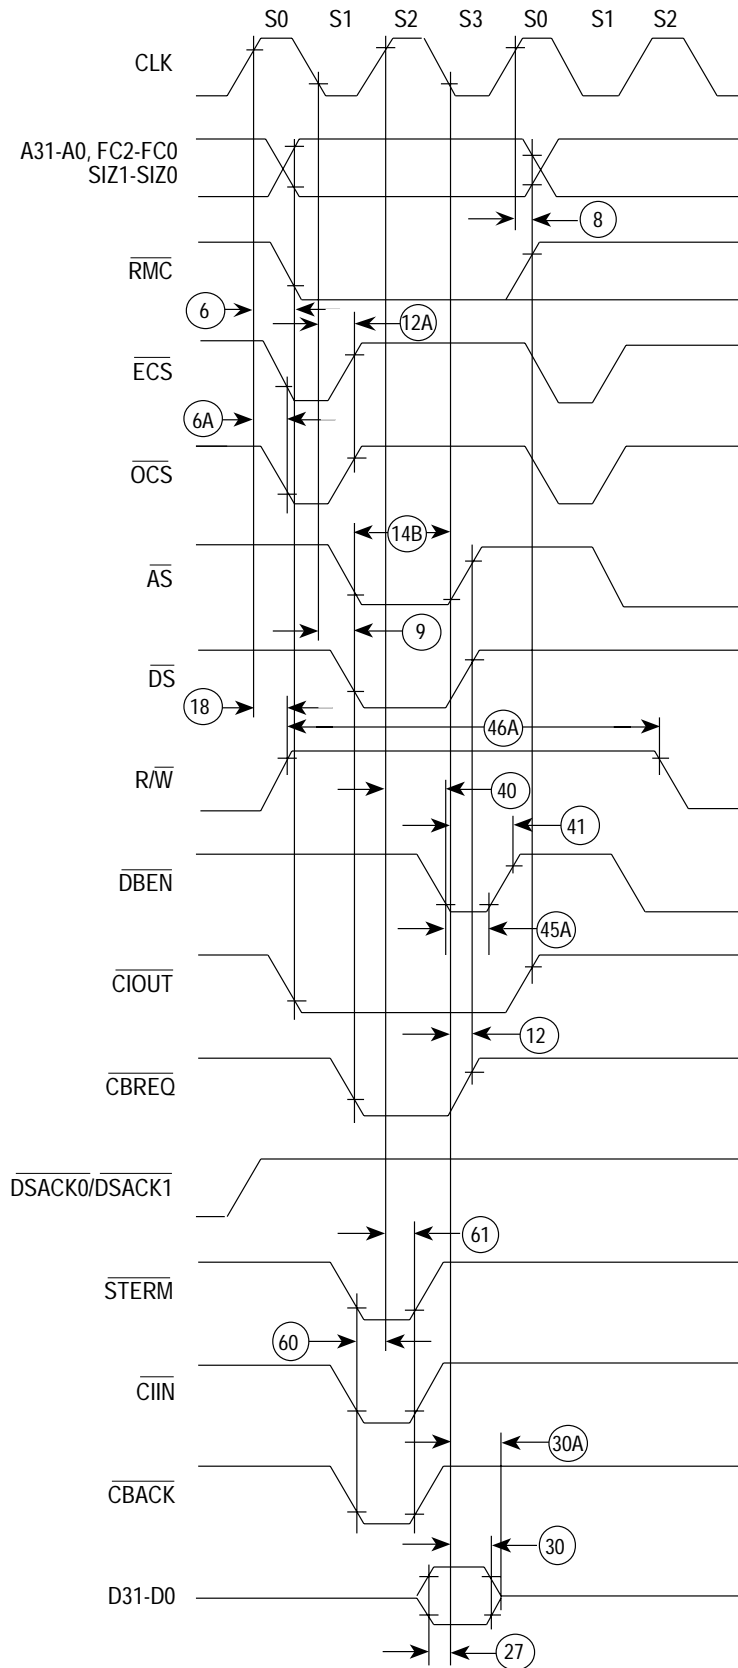 S0 S1 S2 S3 S0 S1 S2
CLK
A31-A0, FC2-FC0
SIZ1-SIZ0
8
RMC
6
12A
ECS
6A
OCS
14B
AS
9
DS
18
46A
R/W
40
41
DBEN
45A
CIOUT
12
CBREQ
DSACK0/DSACK1
61
STERM
60
CIIN
30A
CBACK
30
D31-D0
27